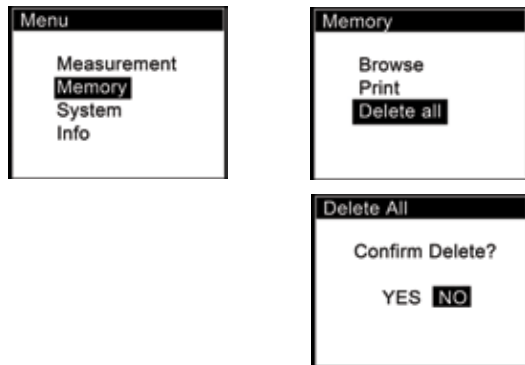 Menu
Measurement
Memory
System
Info
Memory
Browse
Print
Delete all
Delete All
Confirm Delete?
YES NO